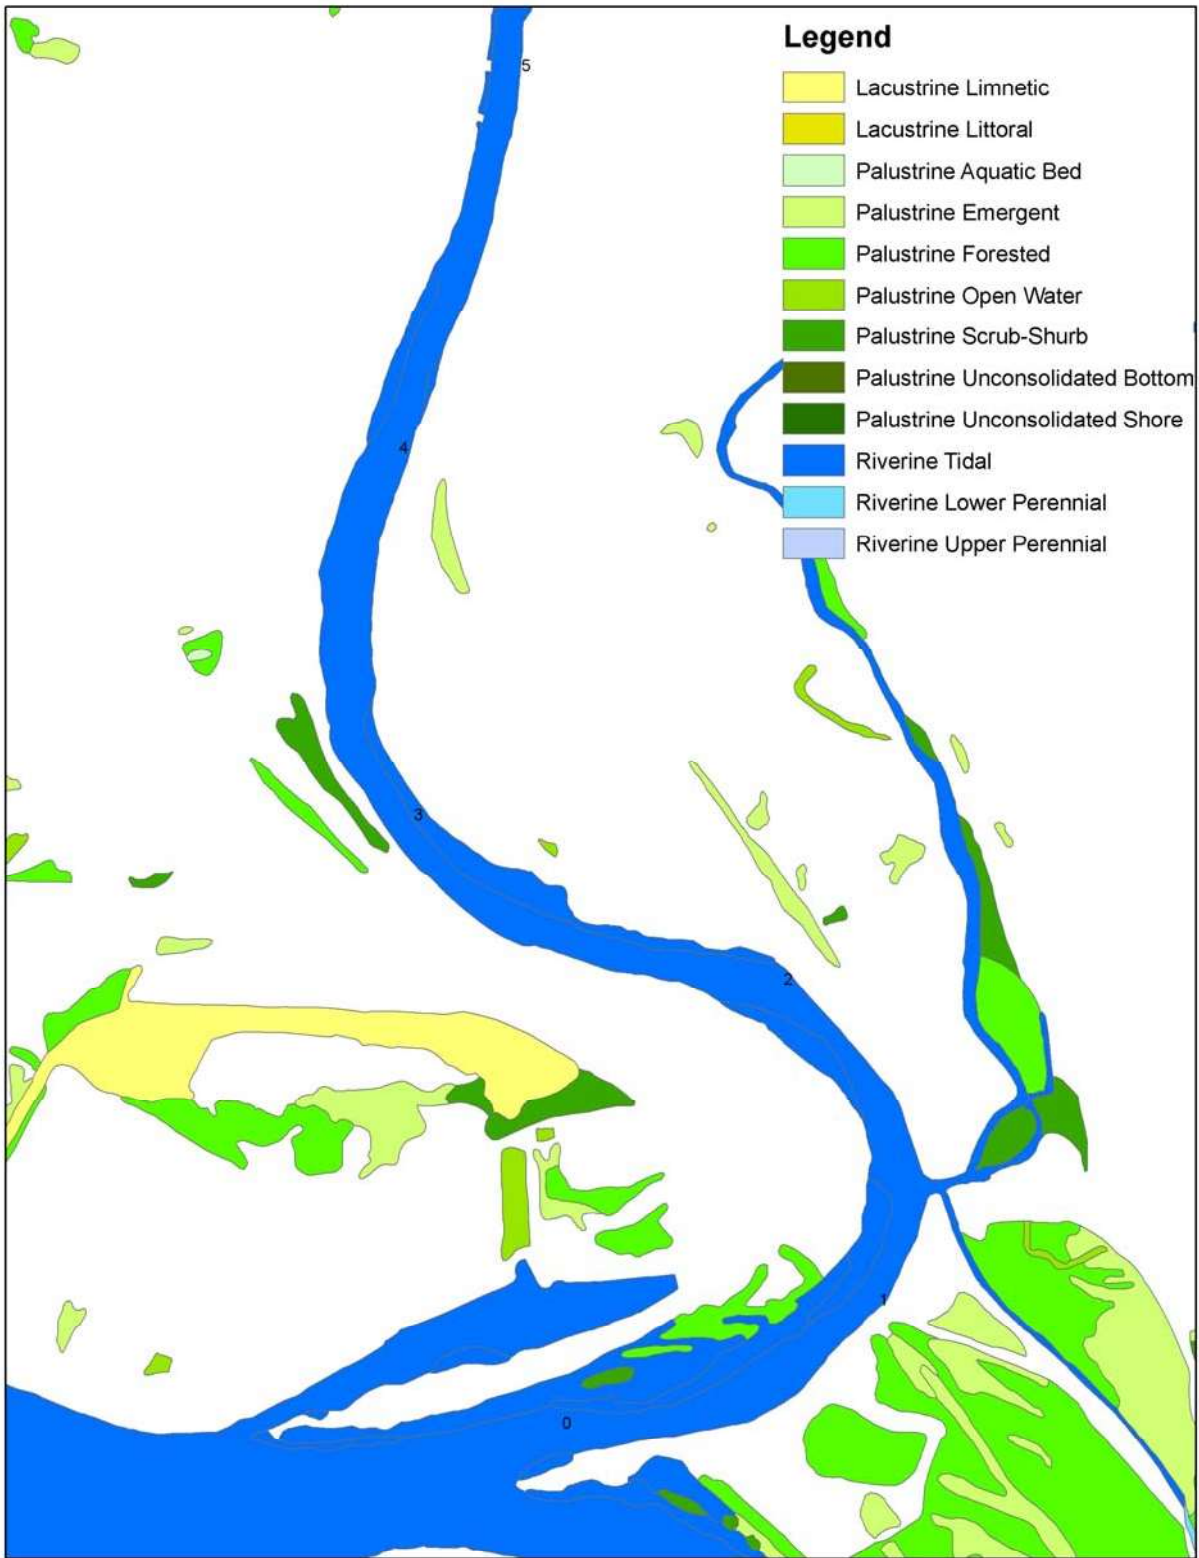 5
Legend
Lacustrine Limnetic
Lacustrine Littoral
Palustrine Aquatic Bed
Palustrine Emergent
Palustrine Forested
Palustrine Open Water
Palustrine Scrub-Shurb
Palustrine Unconsolidated Bottom
Palustrine Unconsolidated Shore
Riverine Tidal
Riverine Lower Perennial
Riverine Upper Perennial
4
3
2
1
0